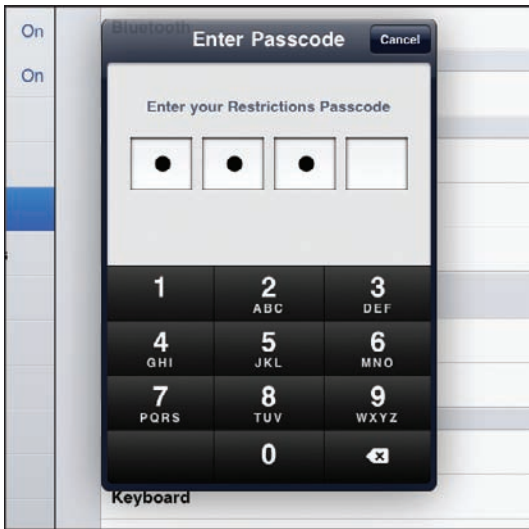 On
On
Bluetooth
Enter Passcode
Cancel
Enter your Restrictions Passcode
1
2
3
ABC
DEF
4
5
6
GHI
JKL
MNO
7
8
9
PQRS
TUV
WXYZ
0
Keyboard